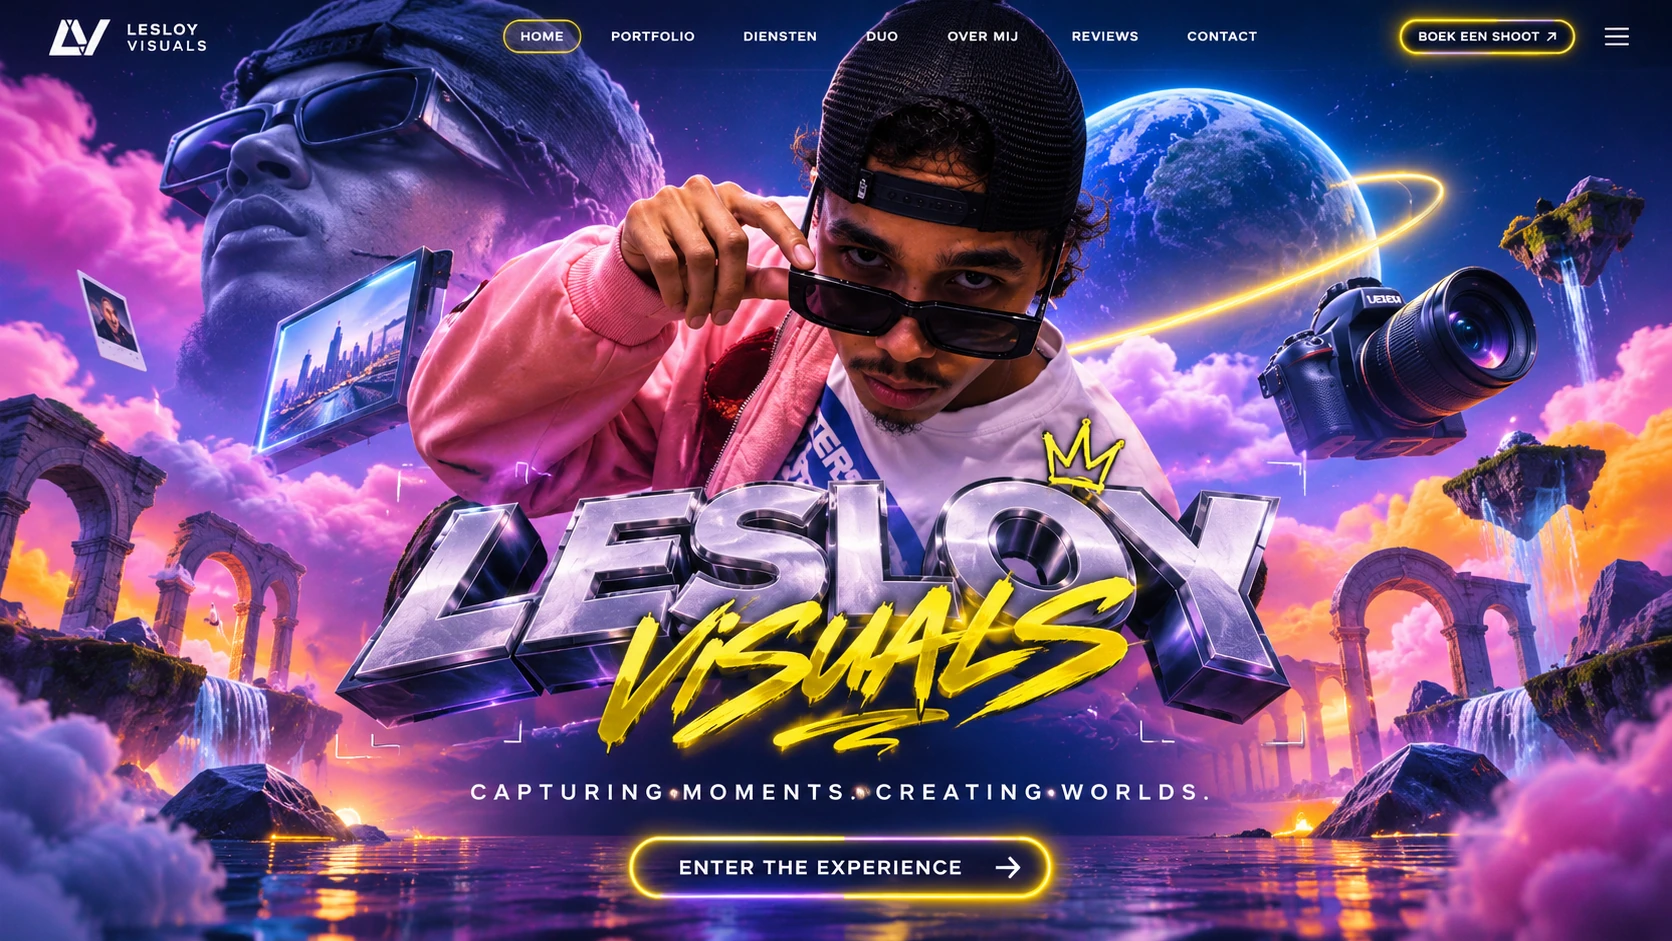 LESLOY
VISUALS
HOME
PORTFOLIO
DIENSTEN
DUO
OVER MIJ
REVIEWS
CONTACT
BOEK EEN SHOOT ↗
LESLOY
VISUALS
CAPTURING•MOMENTS.•CREATING•WORLDS.
ENTER THE EXPERIENCE →